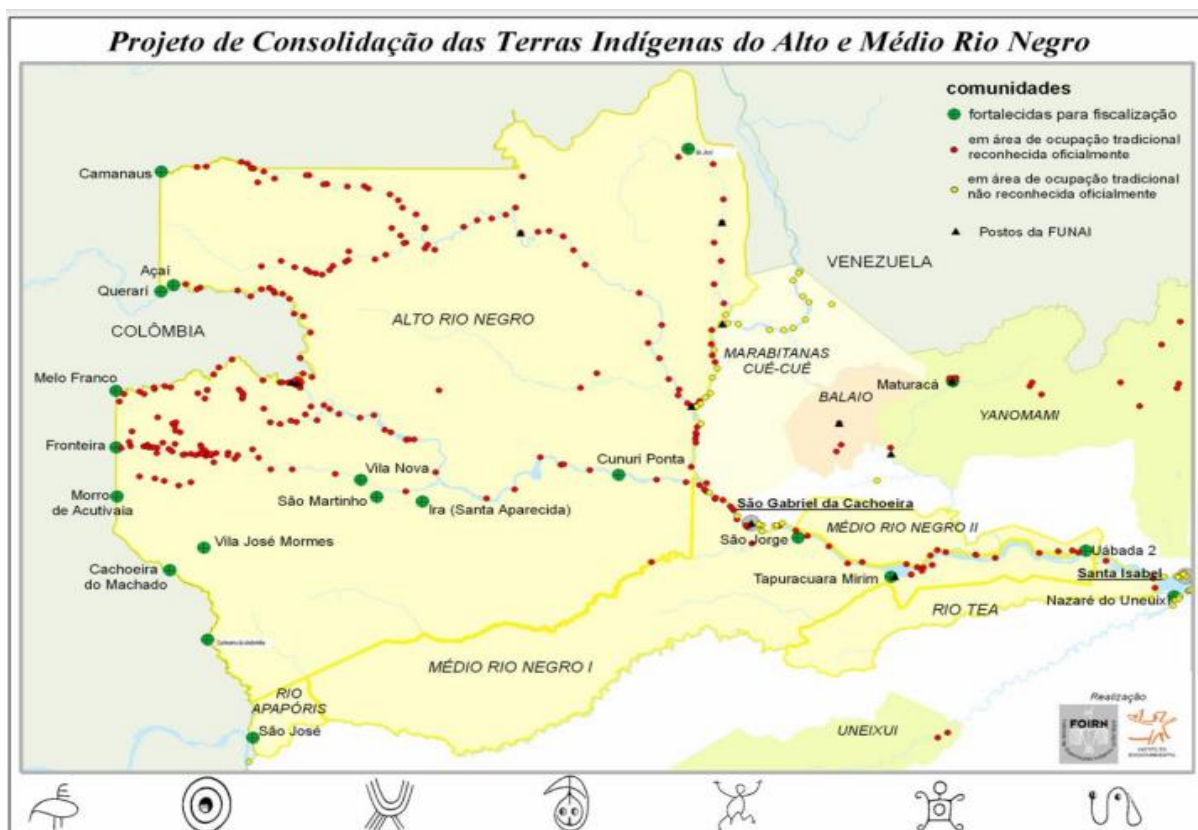 Projeto de Consolidação das Terras Indígenas do Alto e Médio Rio Negro
comunidades
fortalecidas para fiscalização
em área de ocupação tradicional
reconhecida oficialmente
em área de ocupação tradicional
não reconhecida oficialmente
Postos da FUNAI
Camanaus
São José
VENEZUELA
Açaí
Querarí
COLÔMBIA
ALTO RIO NEGRO
MARABITANAS
CUÉ-CUÉ
Melo Franco
BALAIO
Maturacá
YANOMAMI
Fronteira
Vila Nova
Cunuri Ponta
Morro
de Acutivaia
São Martinho
Ira (Santa Aparecida)
São Gabriel da Cachoeira
MÉDIO RIO NEGRO II
São Jorge
Vila José Mormes
Uábada 2
Cachoeira
do Machado
Tapuracuara Mirim
Santa Isabel
RIO TEA
Nazaré do Uneuixi
MÉDIO RIO NEGRO I
RIO
APAPÓRIS
São José
UNEIXUI
Realização
FOIRN
INSTITUTO
SOCIOAMBIENTAL